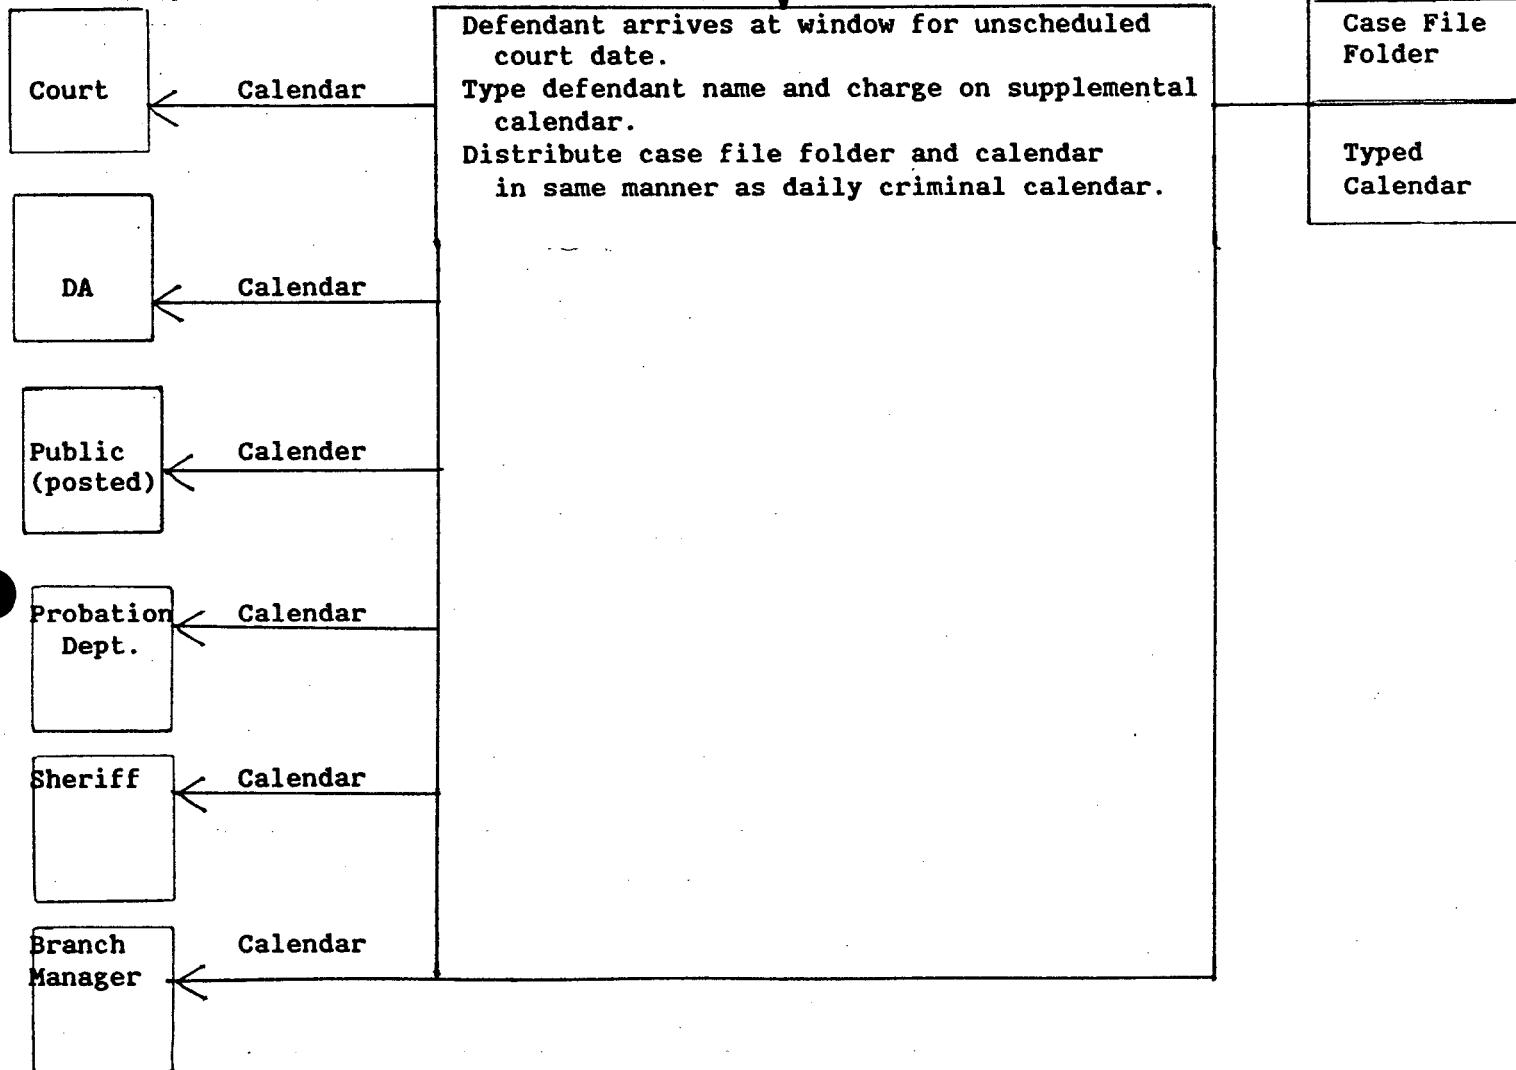 Court
Calendar
DA
Calendar
Public
(posted)
Calender
Probation
Dept.
Calendar
Sheriff
Calendar
Branch
Manager
Calendar
Defendant arrives at window for unscheduled
court date.
Type defendant name and charge on supplemental
calendar.
Distribute case file folder and calendar
in same manner as daily criminal calendar.
Case File
Folder
Typed
Calendar